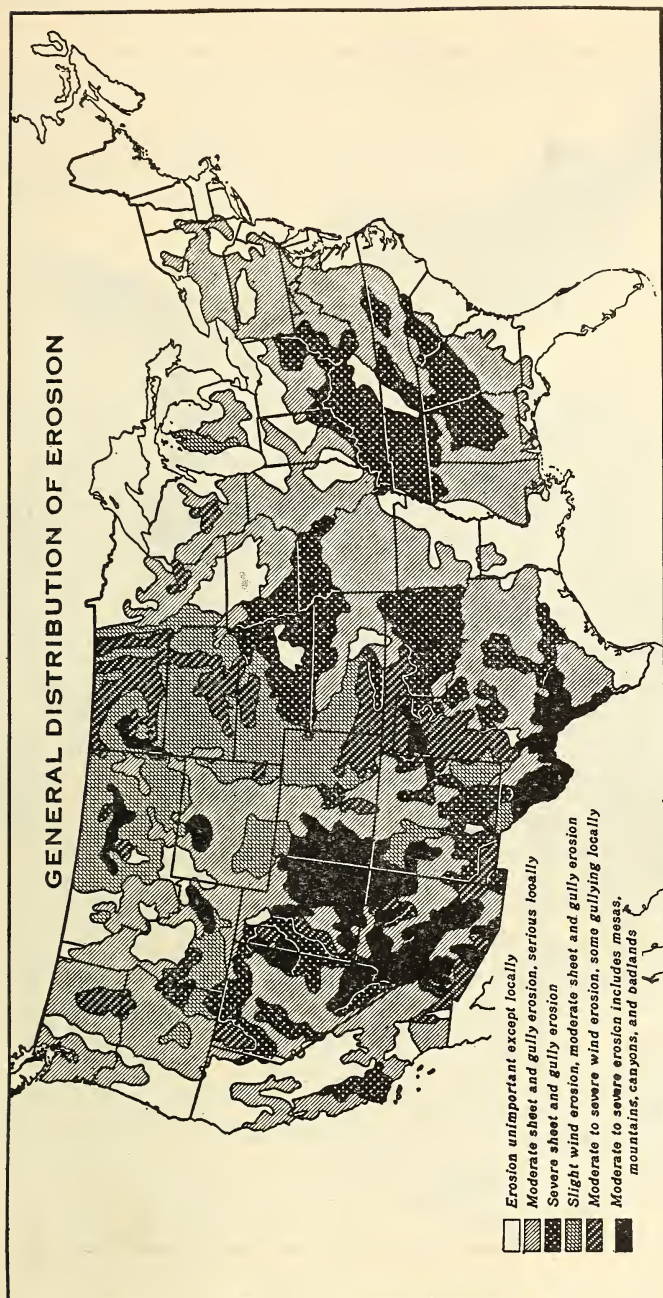 GENERAL DISTRIBUTION OF EROSION
Erosion unimportant except locally
Moderate sheet and gully erosion, serious locally
Severe sheet and gully erosion
Slight wind erosion, moderate sheet and gully erosion
Moderate to severe wind erosion, some gullying locally
Moderate to severe erosion includes mesas,
mountains, canyons, and badlands